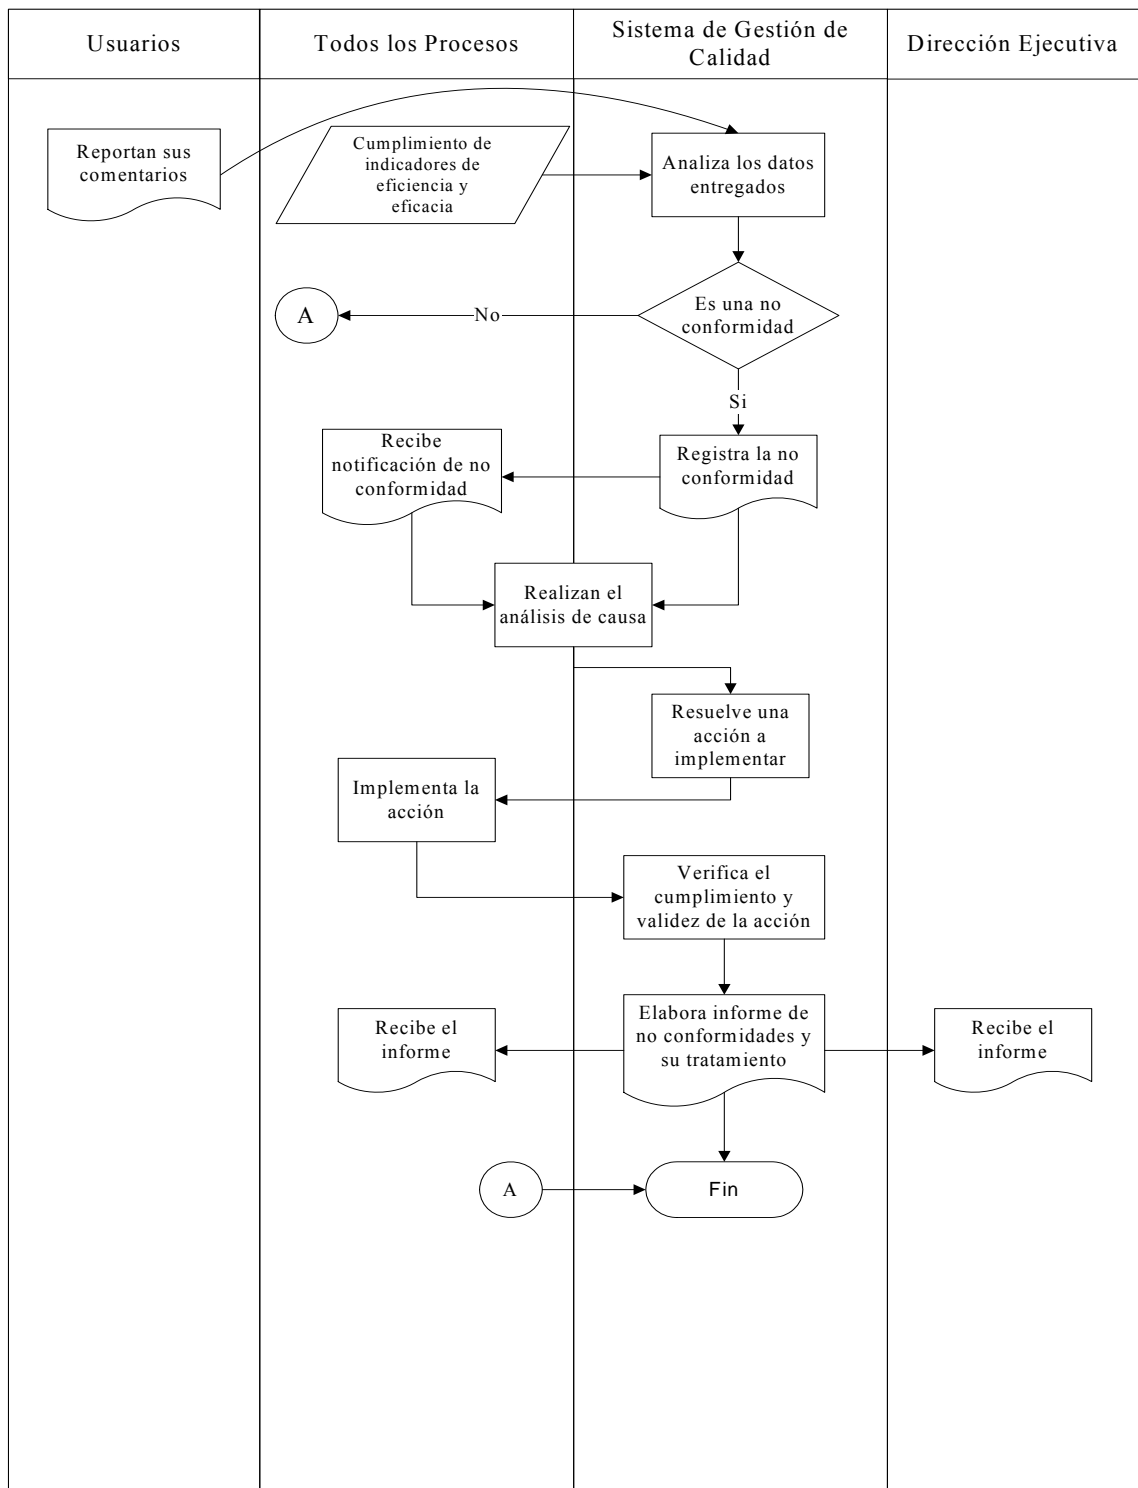 Usuarios
Todos los Procesos
Sistema de Gestión de
Calidad
Dirección Ejecutiva
Reportan sus
comentarios
Cumplimiento de
indicadores de
eficiencia y
eficacia
Analiza los datos
entregados
A
No
Es una no
conformidad
Si
Recibe
notificación de no
conformidad
Registra la no
conformidad
Realizan el
análisis de causa
Resuelve una
acción a
implementar
Implementa la
acción
Verifica el
cumplimiento y
validez de la acción
Recibe el
informe
Elabora informe de
no conformidades y
su tratamiento
Recibe el
informe
A
Fin